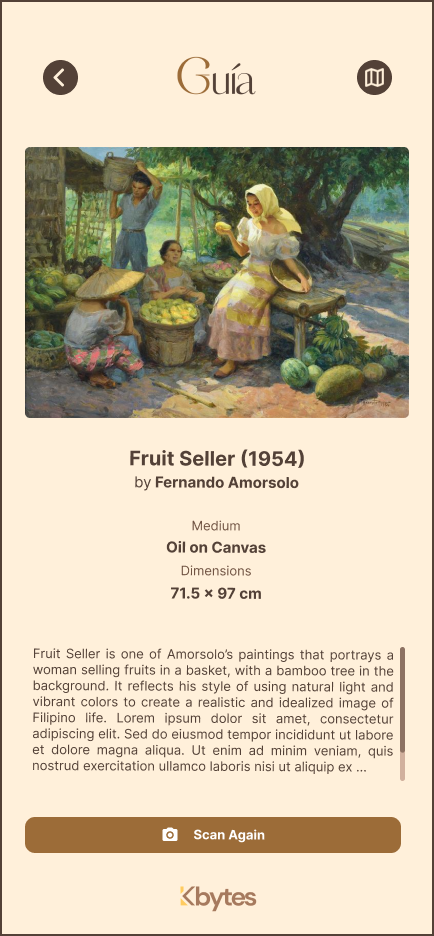 Guía
Fruit Seller (1954)
by Fernando Amorsolo
Medium
Oil on Canvas
Dimensions
71.5 × 97 cm
Fruit Seller is one of Amorsolo's paintings that portrays a
woman selling fruits in a basket, with a bamboo tree in the
background. It reflects his style of using natural light and
vibrant colors to create a realistic and idealized image of
Filipino life. Lorem ipsum dolor sit amet, consectetur
adipiscing elit. Sed do eiusmod tempor incididunt ut labore
et dolore magna aliqua. Ut enim ad minim veniam, quis
nostrud exercitation ullamco laboris nisi ut aliquip ex ...
Scan Again
Kbytes